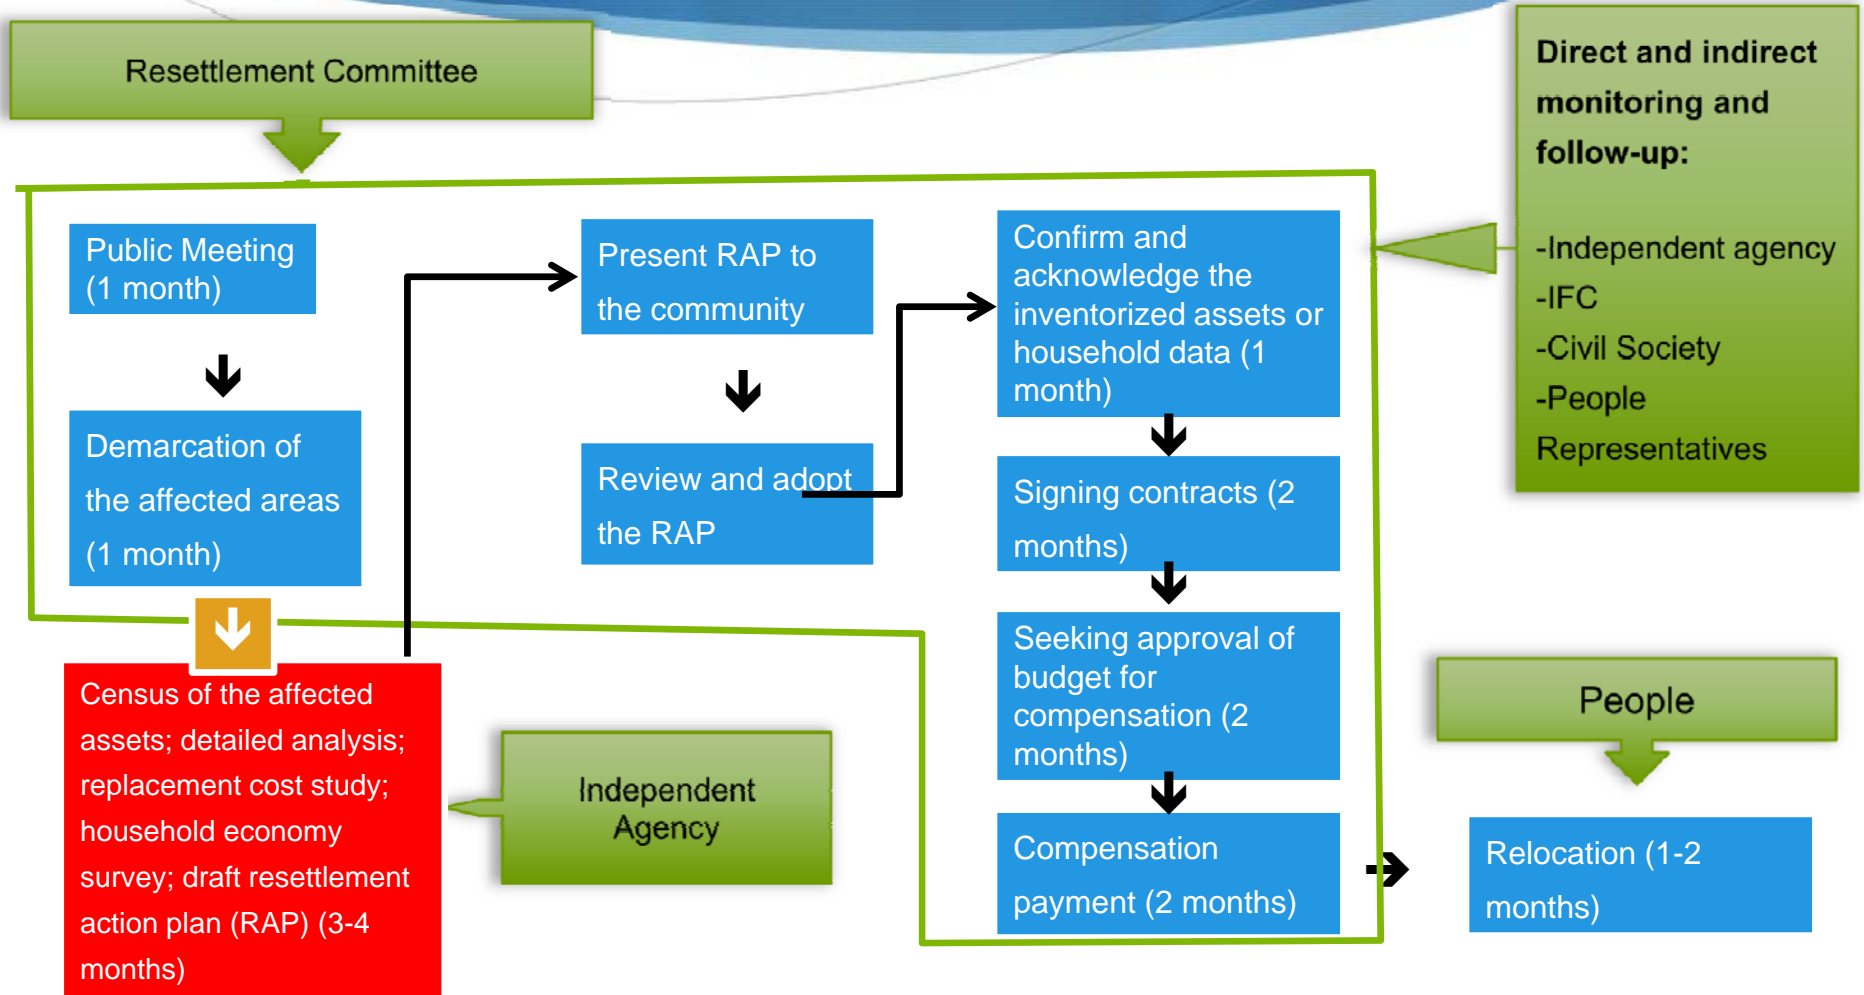 Resettlement Committee
Direct and indirect
monitoring and
follow-up:
-Independent agency
-IFC
-Civil Society
-People
Representatives
Public Meeting
(1 month)
Demarcation of
the affected areas
(1 month)
Census of the affected
assets; detailed analysis;
replacement cost study;
household economy
survey; draft resettlement
action plan (RAP) (3-4
months)
Independent
Agency
Present RAP to
the community
Review and adopt
the RAP
Confirm and
acknowledge the
inventorized assets or
household data (1
month)
Signing contracts (2
months)
Seeking approval of
budget for
compensation (2
months)
Compensation
payment (2 months)
People
Relocation (1-2
months)